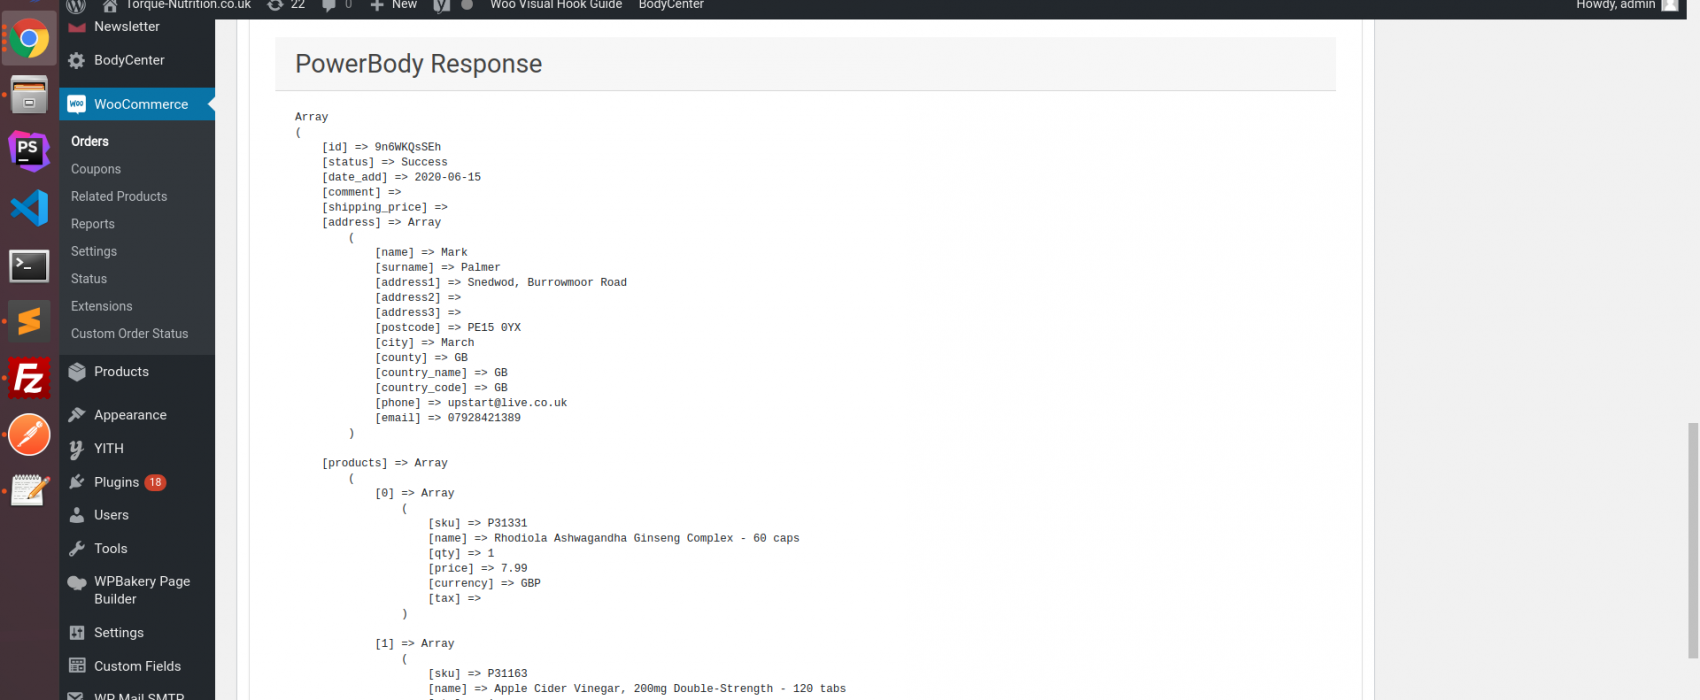 Torque-Nutrition.co.uk 22 0 New Woo Visual Hook Guide BodyCenter Howdy, admin
Newsletter
BodyCenter
WooCommerce
Orders
Coupons
Related Products
Reports
Settings
Status
Extensions
Custom Order Status
Products
Appearance
YITH
Plugins 18
Users
Tools
WPBakery Page
Builder
Settings
Custom Fields
WP Mail SMTP
PS
Fz
woo
PowerBody Response
Array
(
[id] => 9n6WKQsSEh
[status] => Success
[date_add] => 2020-06-15
[comment] =>
[shipping_price] =>
[address] => Array
(
[name] => Mark
[surname] => Palmer
[address1] => Snedwod, Burrowmoor Road
[address2] =>
[address3] =>
[postcode] => PE15 0YX
[city] => March
[county] => GB
[country_name] => GB
[country_code] => GB
[phone] => upstart@live.co.uk
[email] => 07928421389
)
[products] => Array
(
[0] => Array
(
[sku] => P31331
[name] => Rhodiola Ashwagandha Ginseng Complex - 60 caps
[qty] => 1
[price] => 7.99
[currency] => GBP
[tax] =>
)
[1] => Array
(
[sku] => P31163
[name] => Apple Cider Vinegar, 200mg Double-Strength - 120 tabs